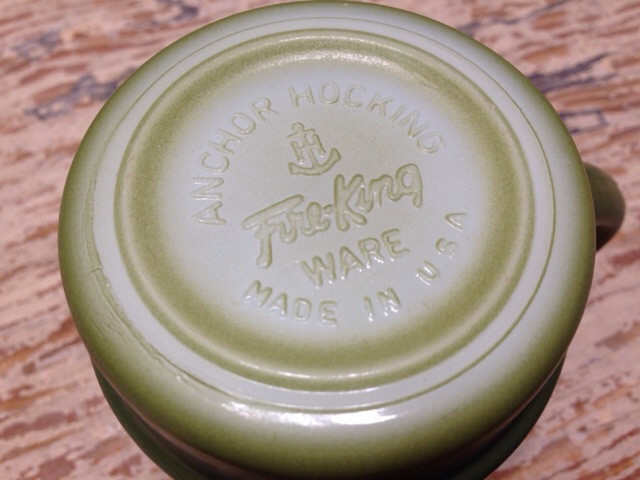 ANCHOR HOCKING
Fire-King
WARE
MADE IN USA